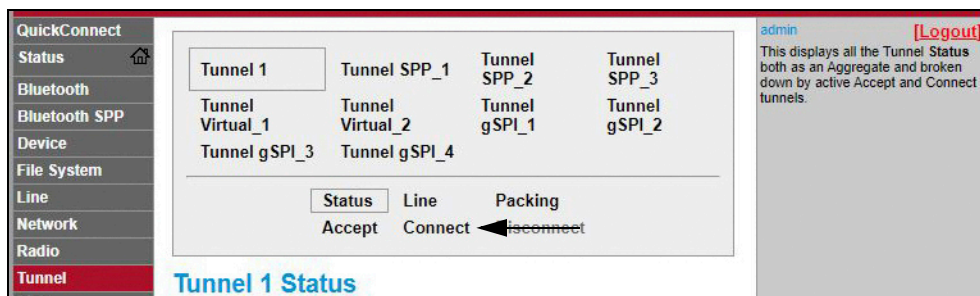 QuickConnect
Status
Bluetooth
Bluetooth SPP
Device
File System
Line
Network
Radio
Tunnel
Tunnel 1
Tunnel SPP_1
Tunnel SPP_2
Tunnel SPP_3
Tunnel Virtual_1
Tunnel Virtual_2
Tunnel gSPI_1
Tunnel gSPI_2
Tunnel gSPI_3
Tunnel gSPI_4
Status Line Packing
Accept Connect
Tunnel 1 Status
admin [Logout]
This displays all the Tunnel Status
both as an Aggregate and broken
down by active Accept and Connect
tunnels.